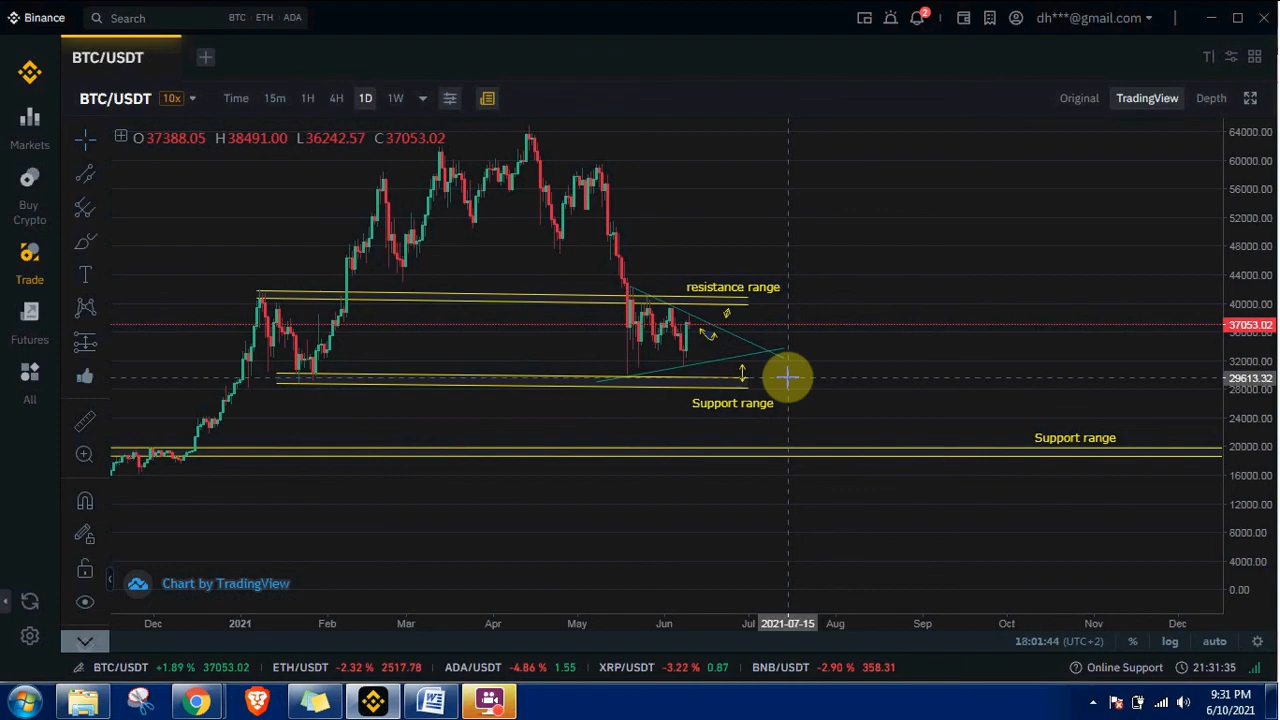 Binance
Search BTC ETH ADA
2
dh***@gmail.com
BTC/USDT
BTC/USDT 10x Time 15m 1H 4H 1D 1W
Original TradingView Depth
O37388.05 H38491.00 L36242.57 C37053.02
Markets
Buy
Crypto
Trade
Futures
All
T
64000.00
60000.00
56000.00
52000.00
48000.00
44000.00
40000.00
37053.02
36000.00
32000.00
29613.32
28000.00
24000.00
20000.00
16000.00
12000.00
8000.00
4000.00
0.00
resistance range
Support range
Support range
Chart by TradingView
Dec 2021 Feb Mar Apr May Jun Jul 2021-07-15 Aug Sep Oct Nov Dec
18:01:44 (UTC+2) % log auto
BTC/USDT +1.89 % 37053.02 ETH/USDT -2.32 % 2517.78 ADA/USDT -4.86 % 1.55 XRP/USDT -3.22 % 0.87 BNB/USDT -2.90 % 358.31 Online Support 21:31:35
9:31 PM
6/10/2021